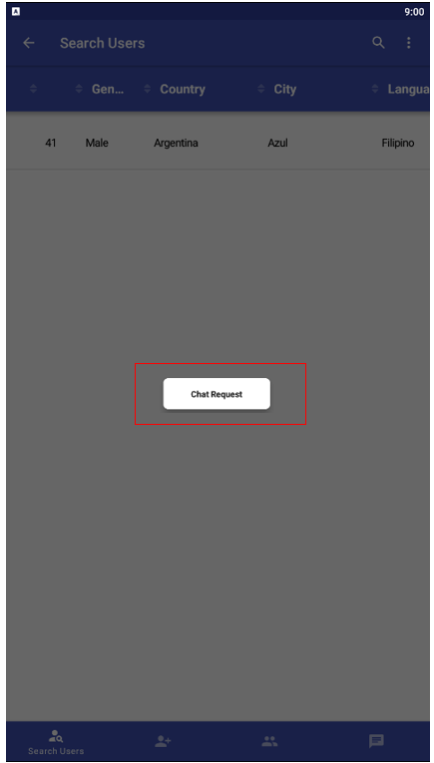 A 9:00
Search Users
Gen... Country City Langua
41 Male Argentina Azul Filipino
Chat Request
Search Users